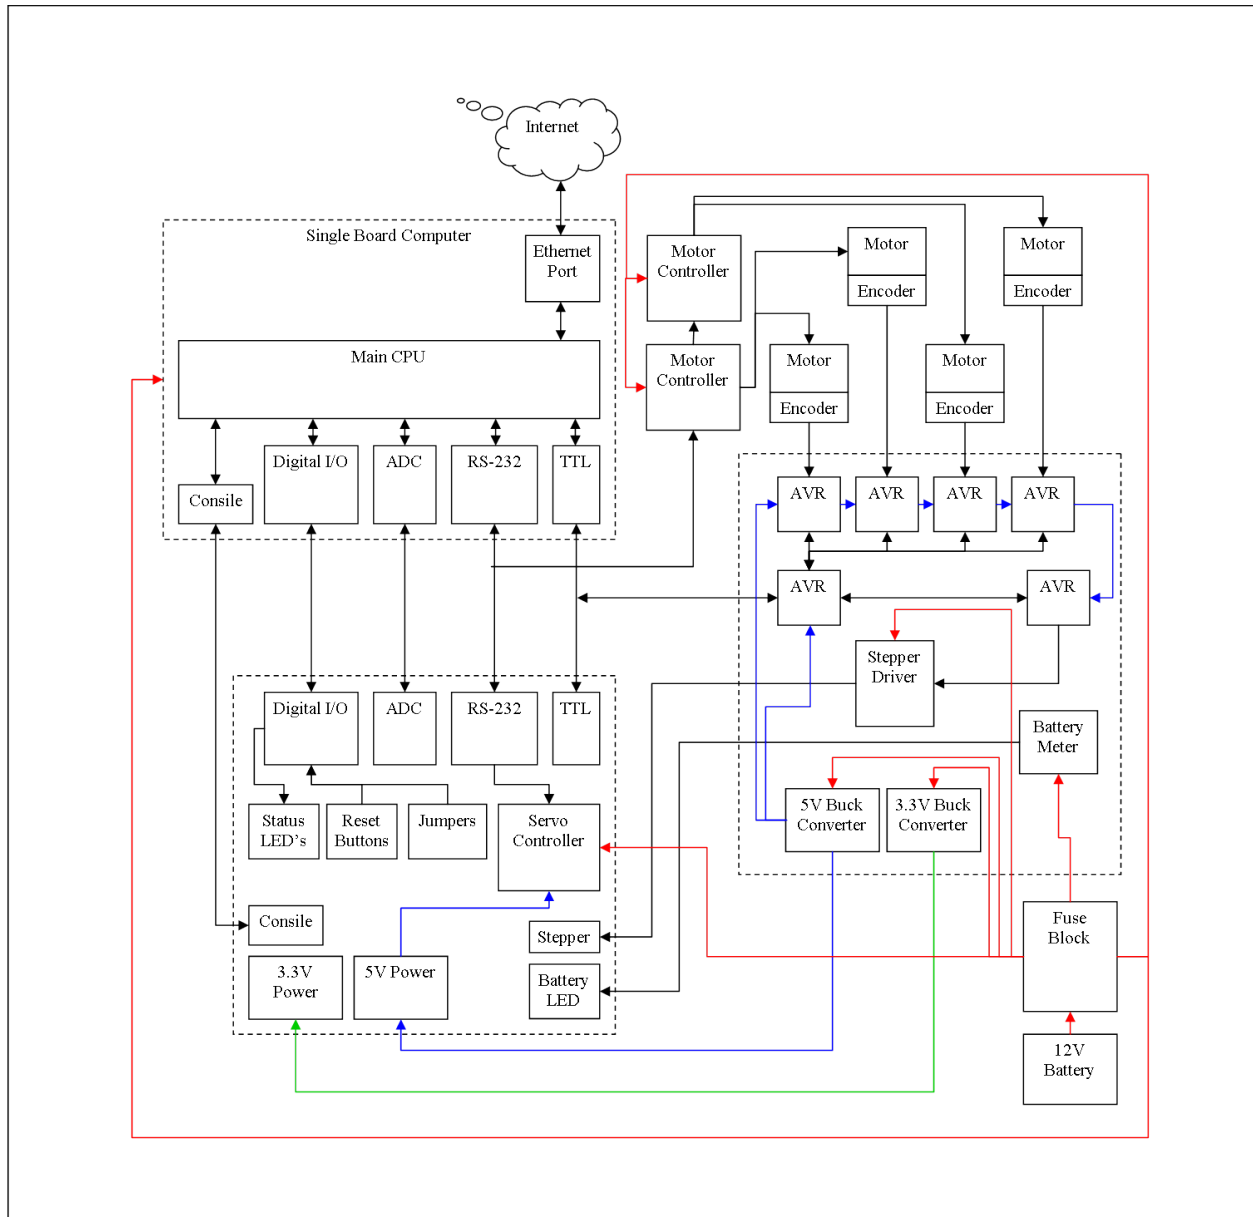 Internet
Single Board Computer
Ethernet
Port
Motor
Controller
Motor
Encoder
Motor
Encoder
Main CPU
Motor
Controller
Motor
Encoder
Motor
Encoder
Digital I/O
ADC
RS-232
TTL
Consile
AVR
AVR
AVR
AVR
AVR
AVR
Stepper
Driver
Digital I/O
ADC
RS-232
TTL
Battery
Meter
Status
LED's
Reset
Buttons
Jumpers
Servo
Controller
5V Buck
Converter
3.3V Buck
Converter
Consile
Stepper
Fuse
Block
3.3V
Power
5V Power
Battery
LED
12V
Battery